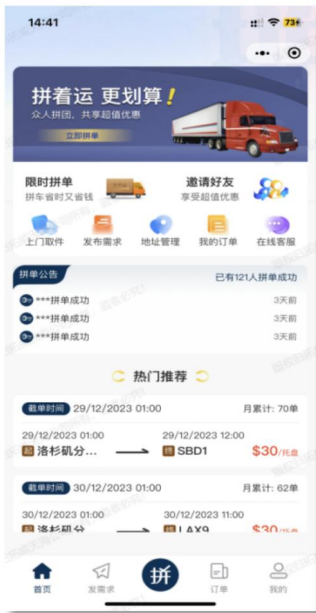 14:41
73
拼着运 更划算!
众人拼团，共享超值优惠
立即拼单
限时拼单
拼车省时又省钱
邀请好友
享受超值优惠
上门取件 发布需求 地址管理 我的订单 在线客服
拼单公告 已有121人拼单成功
***拼单成功 3天前
***拼单成功 3天前
***拼单成功 3天前
热门推荐
截单时间 29/12/2023 01:00 月累计: 70单
29/12/2023 01:00 29/12/2023 12:00
起 洛杉矶分... 终 SBD1 $30/托盘
截单时间 30/12/2023 01:00 月累计: 62单
30/12/2023 01:00 30/12/2023 11:00
起 洛杉矶分 终 LAX9 $30/托盘
首页 发需求 拼 订单 我的